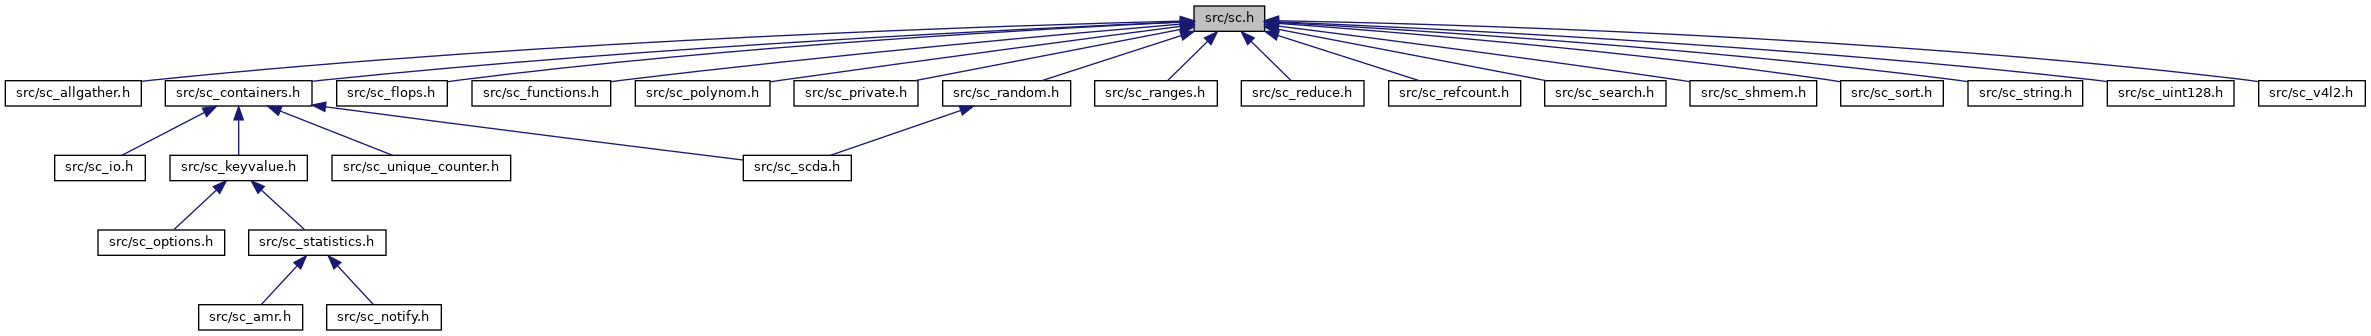 src/sc.h
src/sc_allgather.h
src/sc_containers.h
src/sc_flops.h
src/sc_functions.h
src/sc_polynom.h
src/sc_private.h
src/sc_random.h
src/sc_ranges.h
src/sc_reduce.h
src/sc_refcount.h
src/sc_search.h
src/sc_shmem.h
src/sc_sort.h
src/sc_string.h
src/sc_uint128.h
src/sc_v4l2.h
src/sc_io.h
src/sc_keyvalue.h
src/sc_unique_counter.h
src/sc_scda.h
src/sc_options.h
src/sc_statistics.h
src/sc_amr.h
src/sc_notify.h